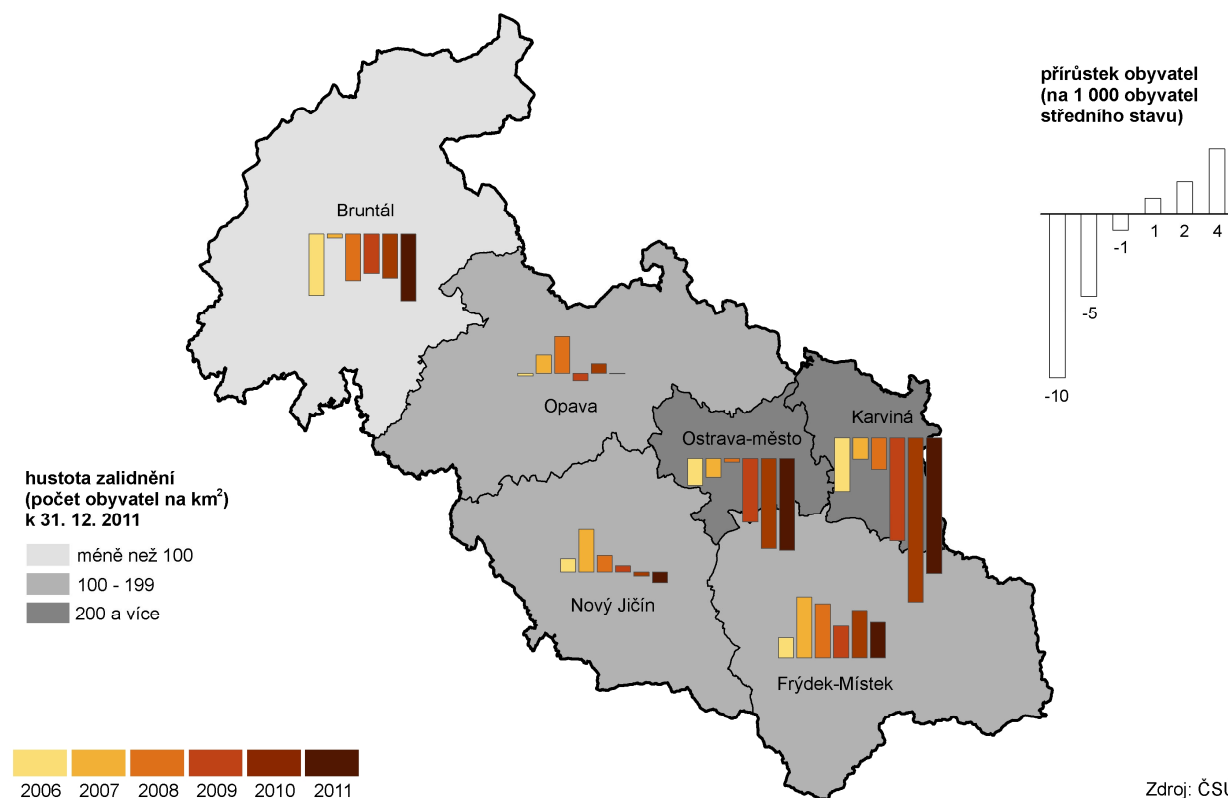 přírůstek obyvatel
(na 1 000 obyvatel
středního stavu)
1
2
4
-1
-5
-10
Bruntál
Opava
Karviná
Ostrava-město
Nový Jičín
Frýdek-Místek
hustota zalidnění
(počet obyvatel na km²)
k 31. 12. 2011
méně než 100
100 - 199
200 a více
2006 2007 2008 2009 2010 2011
Zdroj: ČSÚ